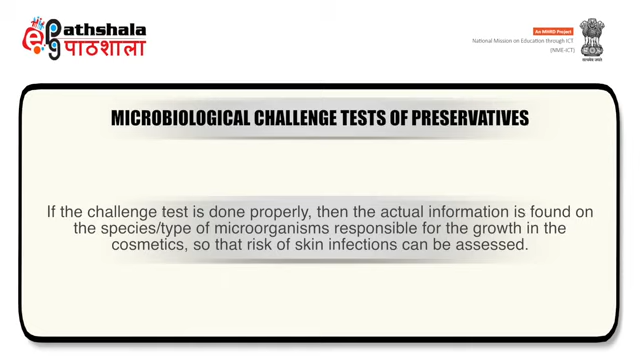 Pathshala
पाठशाला
An MHRD Project
National Mission on Education through ICT
(NME-ICT)
MICROBIOLOGICAL CHALLENGE TESTS OF PRESERVATIVES
If the challenge test is done properly, then the actual information is found on
the species/type of microorganisms responsible for the growth in the
cosmetics, so that risk of skin infections can be assessed.